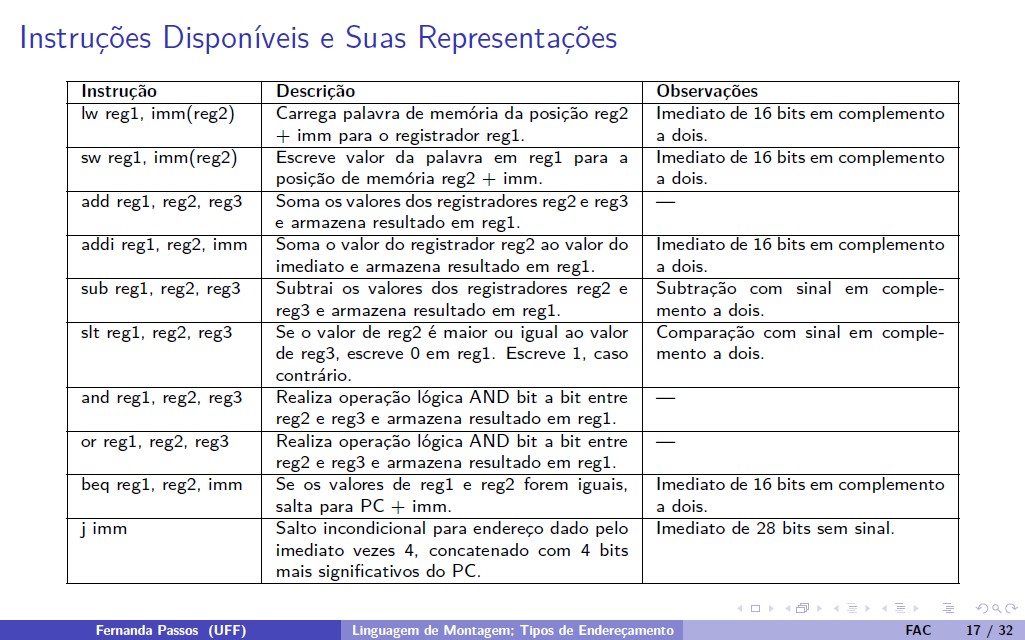 Instruções Disponíveis e Suas Representações
Instrução Descrição Observações
lw reg1, imm(reg2) Carrega palavra de memória da posição reg2 Imediato de 16 bits em complemento
+ imm para o registrador reg1. a dois.
sw reg1, imm(reg2) Escreve valor da palavra em reg1 para a Imediato de 16 bits em complemento
posição de memória reg2 + imm. a dois.
add reg1, reg2, reg3 Soma os valores dos registradores reg2 e reg3 —
e armazena resultado em reg1.
addi reg1, reg2, imm Soma o valor do registrador reg2 ao valor do Imediato de 16 bits em complemento
imediato e armazena resultado em reg1. a dois.
sub reg1, reg2, reg3 Subtrai os valores dos registradores reg2 e Subtração com sinal em comple-
reg3 e armazena resultado em reg1. mento a dois.
slt reg1, reg2, reg3 Se o valor de reg2 é maior ou igual ao valor Comparação com sinal em comple-
de reg3, escreve 0 em reg1. Escreve 1, caso mento a dois.
contrário.
and reg1, reg2, reg3 Realiza operação lógica AND bit a bit entre —
reg2 e reg3 e armazena resultado em reg1.
or reg1, reg2, reg3 Realiza operação lógica AND bit a bit entre —
reg2 e reg3 e armazena resultado em reg1.
beq reg1, reg2, imm Se os valores de reg1 e reg2 forem iguais, Imediato de 16 bits em complemento
salta para PC + imm. a dois.
j imm Salto incondicional para endereço dado pelo Imediato de 28 bits sem sinal.
imediato vezes 4, concatenado com 4 bits
mais significativos do PC.
Fernanda Passos (UFF) Linguagem de Montagem: Tipos de Endereçamento FAC 17 / 32